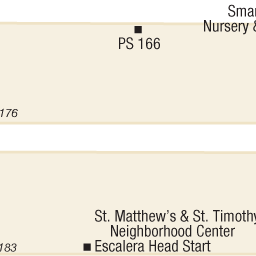 Smar
Nursery &
PS 166
176
St. Matthew's & St. Timothy
Neighborhood Center
Escalera Head Start
183